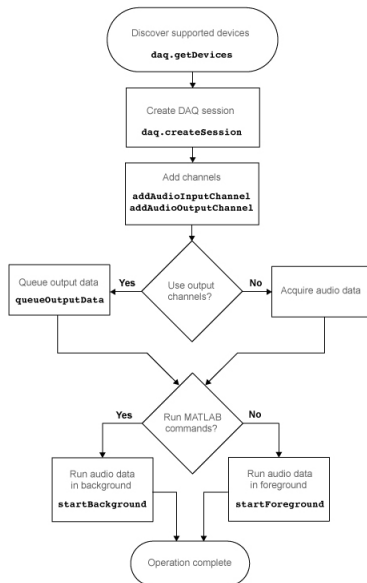 Discover supported devices
daq.getDevices
Create DAQ session
daq.createSession
Add channels
addAudioInputChannel
addAudioOutputChannel
Use output
channels?
Yes
No
Queue output data
queueOutputData
Acquire audio data
Run MATLAB
commands?
Yes
No
Run audio data
in background
startBackground
Run audio data
in foreground
startForeground
Operation complete